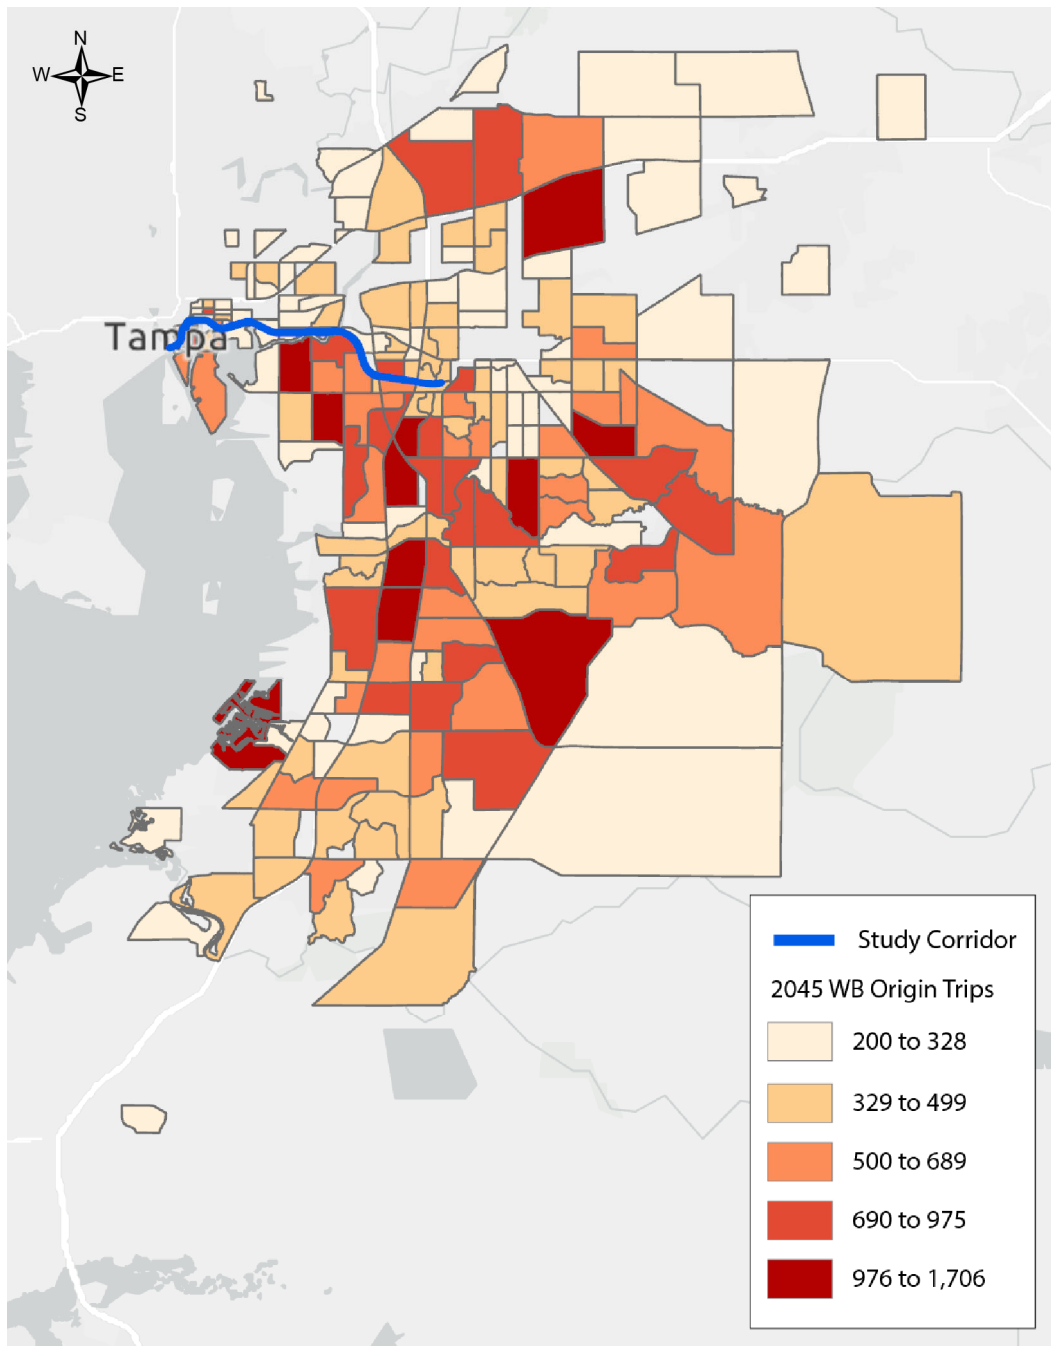 N
W E
S
Tampa
Study Corridor
2045 WB Origin Trips
200 to 328
329 to 499
500 to 689
690 to 975
976 to 1,706